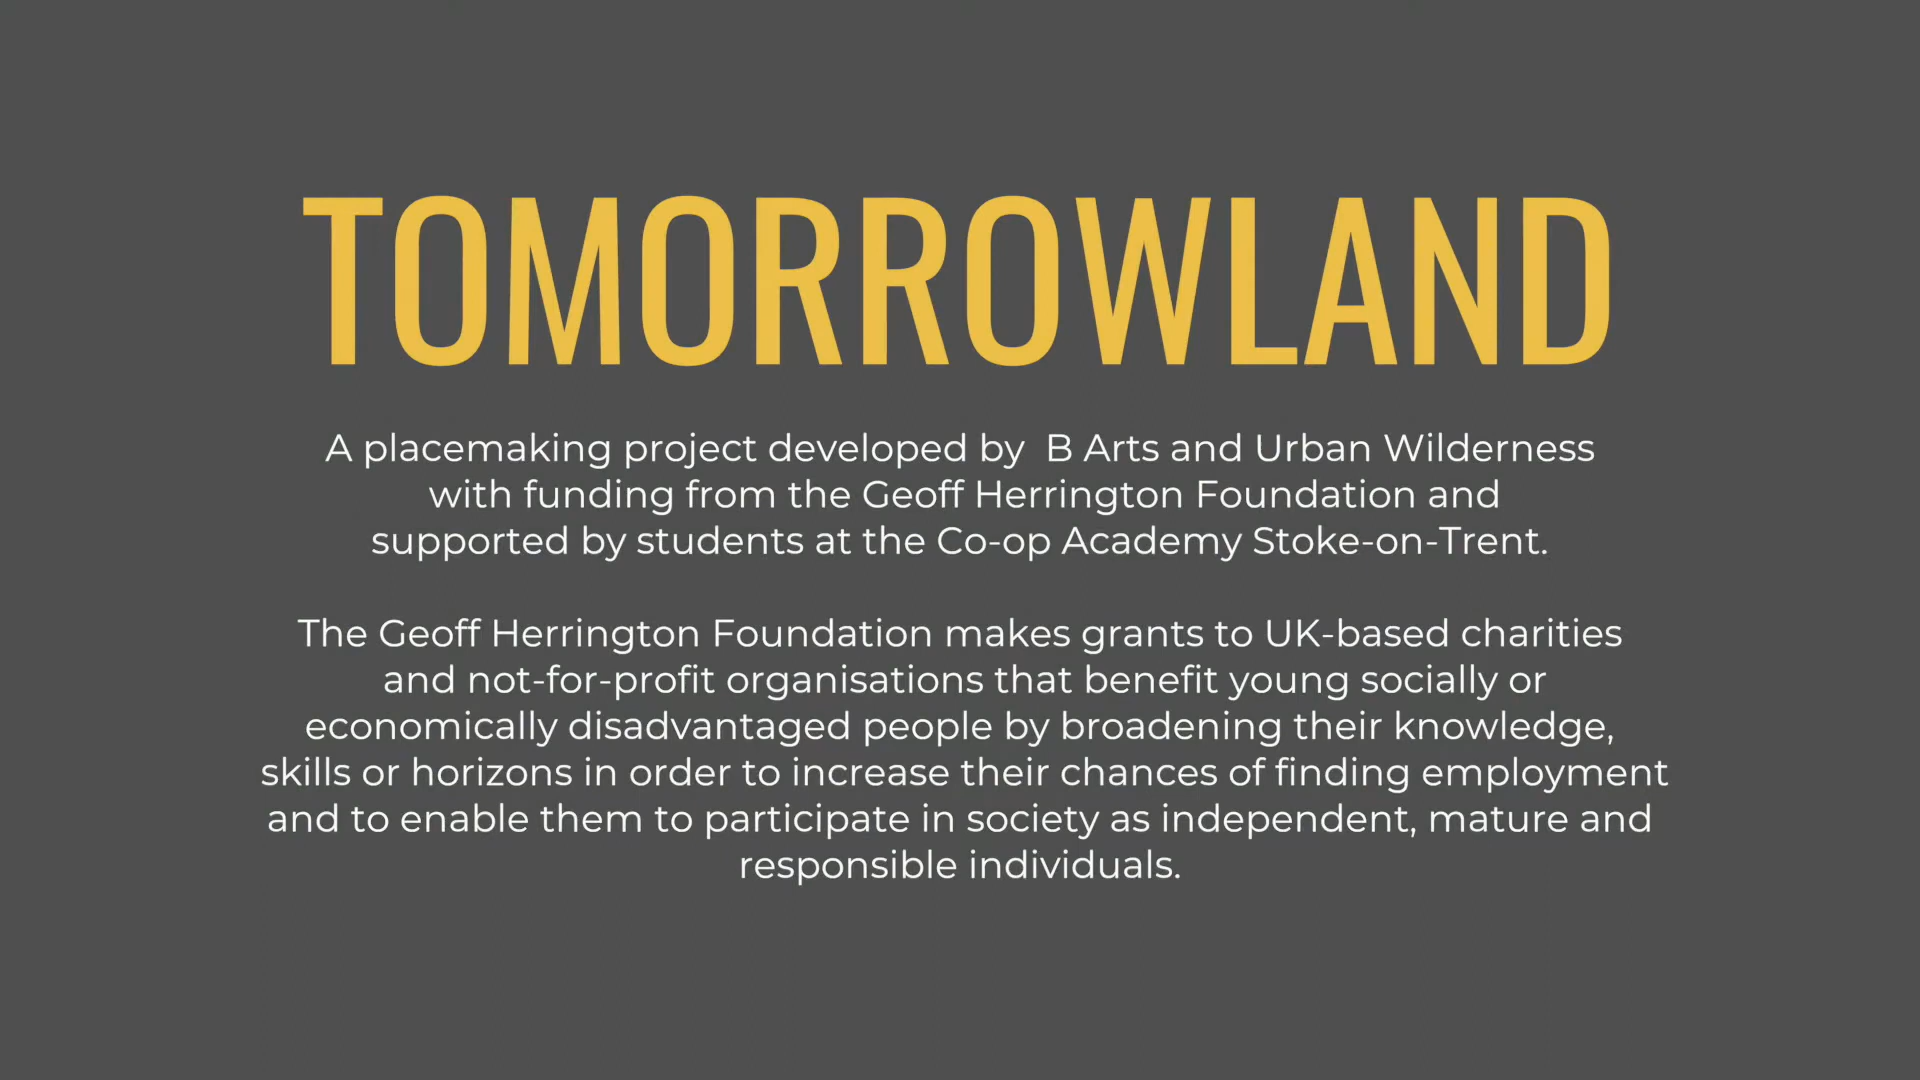 TOMORROWLAND
A placemaking project developed by  B Arts and Urban Wilderness
with funding from the Geoff Herrington Foundation and
supported by students at the Co-op Academy Stoke-on-Trent.
The Geoff Herrington Foundation makes grants to UK-based charities
and not-for-profit organisations that benefit young socially or
economically disadvantaged people by broadening their knowledge,
skills or horizons in order to increase their chances of finding employment
and to enable them to participate in society as independent, mature and
responsible individuals.